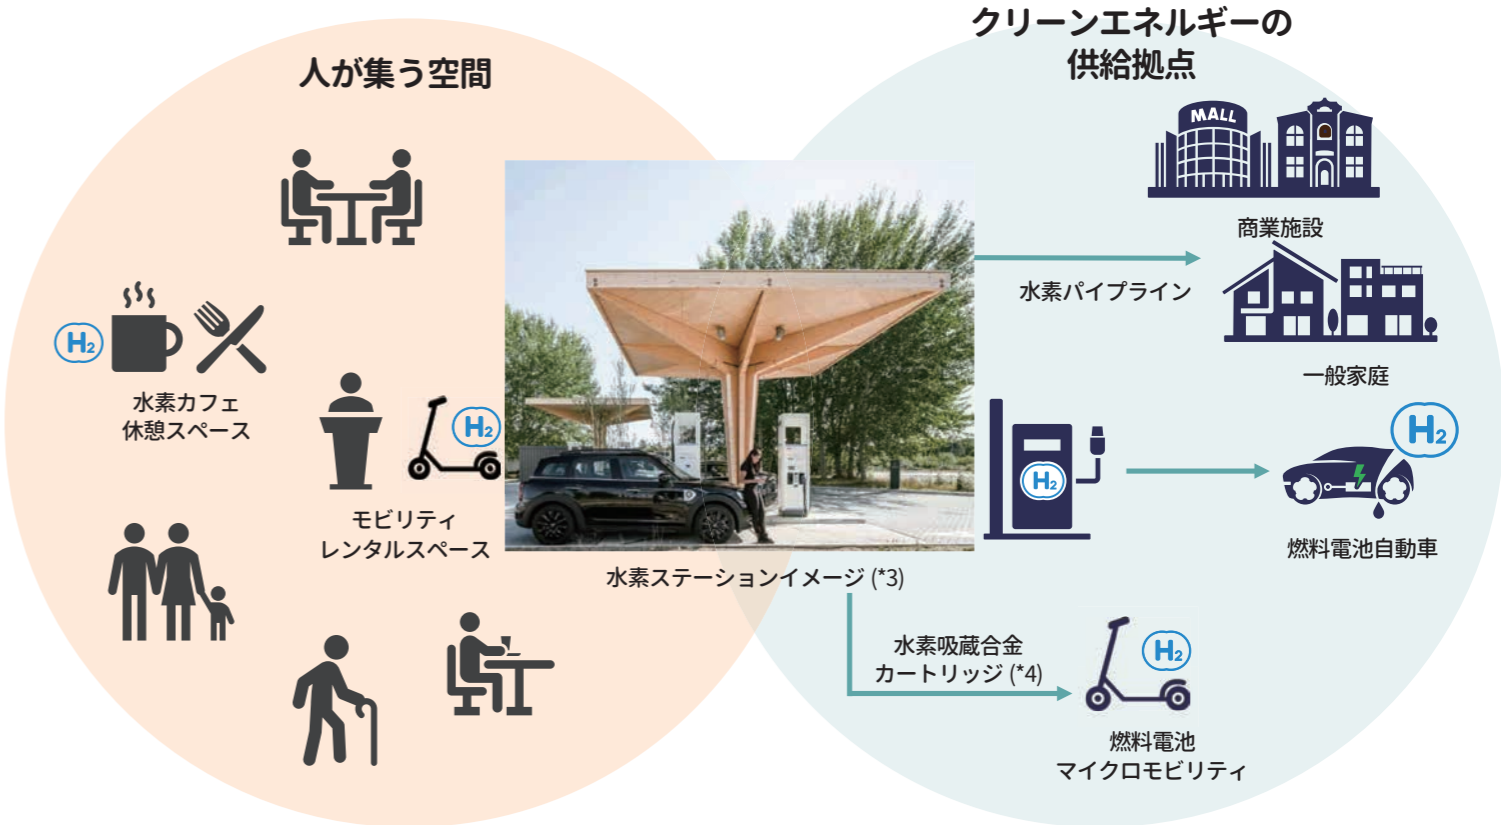 人が集う空間
クリーンエネルギーの
供給拠点
MALL
商業施設
水素パイプライン
一般家庭
H2
水素カフェ
休憩スペース
H2
モビリティ
レンタルスペース
H2
H2
燃料電池自動車
水素ステーションイメージ (*3)
水素吸蔵合金
カートリッジ (*4)
H2
燃料電池
マイクロモビリティ